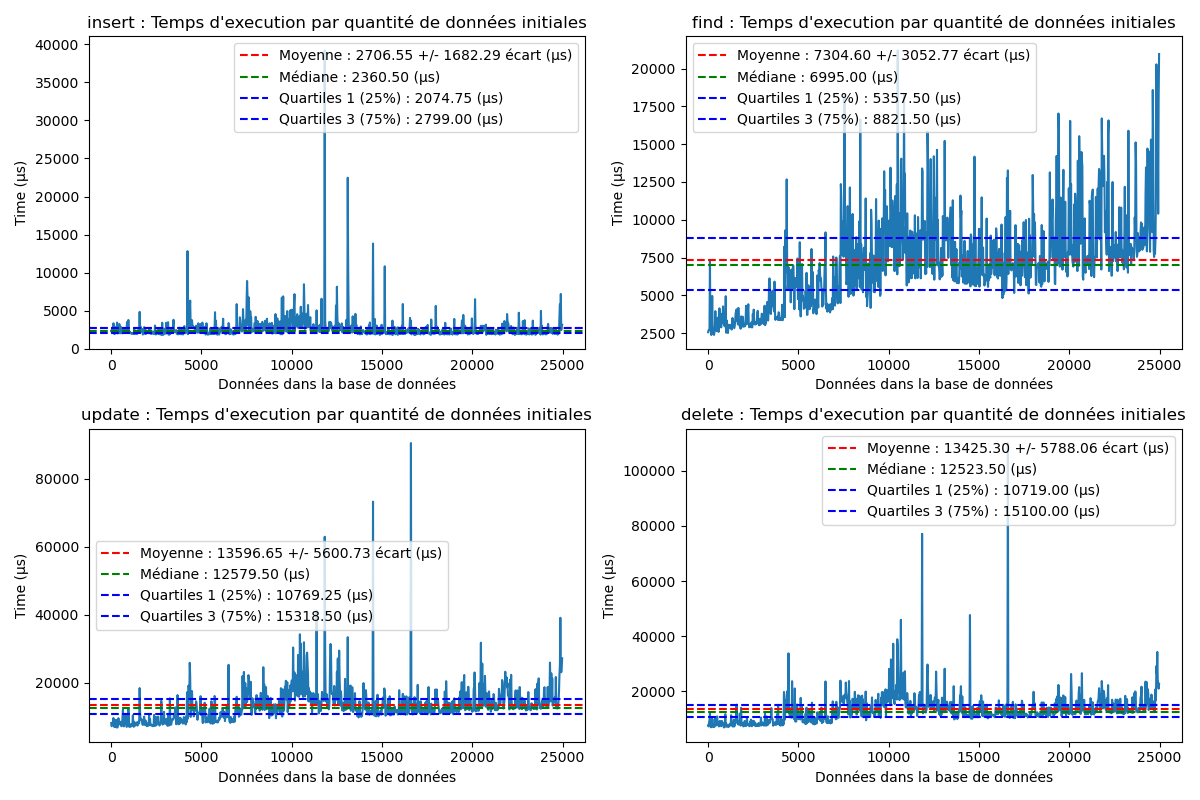 insert : Temps d'execution par quantité de données initiales
Time (µs)
40000
35000
30000
25000
20000
15000
10000
5000
0
Moyenne : 2706.55 +/- 1682.29 écart (µs)
Médiane : 2360.50 (µs)
Quartiles 1 (25%) : 2074.75 (µs)
Quartiles 3 (75%) : 2799.00 (µs)
0 5000 10000 15000 20000 25000
Données dans la base de données
find : Temps d'execution par quantité de données initiales
Time (µs)
20000
17500
15000
12500
10000
7500
5000
2500
Moyenne : 7304.60 +/- 3052.77 écart (µs)
Médiane : 6995.00 (µs)
Quartiles 1 (25%) : 5357.50 (µs)
Quartiles 3 (75%) : 8821.50 (µs)
0 5000 10000 15000 20000 25000
Données dans la base de données
update : Temps d'execution par quantité de données initiales
Time (µs)
80000
60000
40000
20000
Moyenne : 13596.65 +/- 5600.73 écart (µs)
Médiane : 12579.50 (µs)
Quartiles 1 (25%) : 10769.25 (µs)
Quartiles 3 (75%) : 15318.50 (µs)
0 5000 10000 15000 20000 25000
Données dans la base de données
delete : Temps d'execution par quantité de données initiales
Time (µs)
100000
80000
60000
40000
20000
Moyenne : 13425.30 +/- 5788.06 écart (µs)
Médiane : 12523.50 (µs)
Quartiles 1 (25%) : 10719.00 (µs)
Quartiles 3 (75%) : 15100.00 (µs)
0 5000 10000 15000 20000 25000
Données dans la base de données